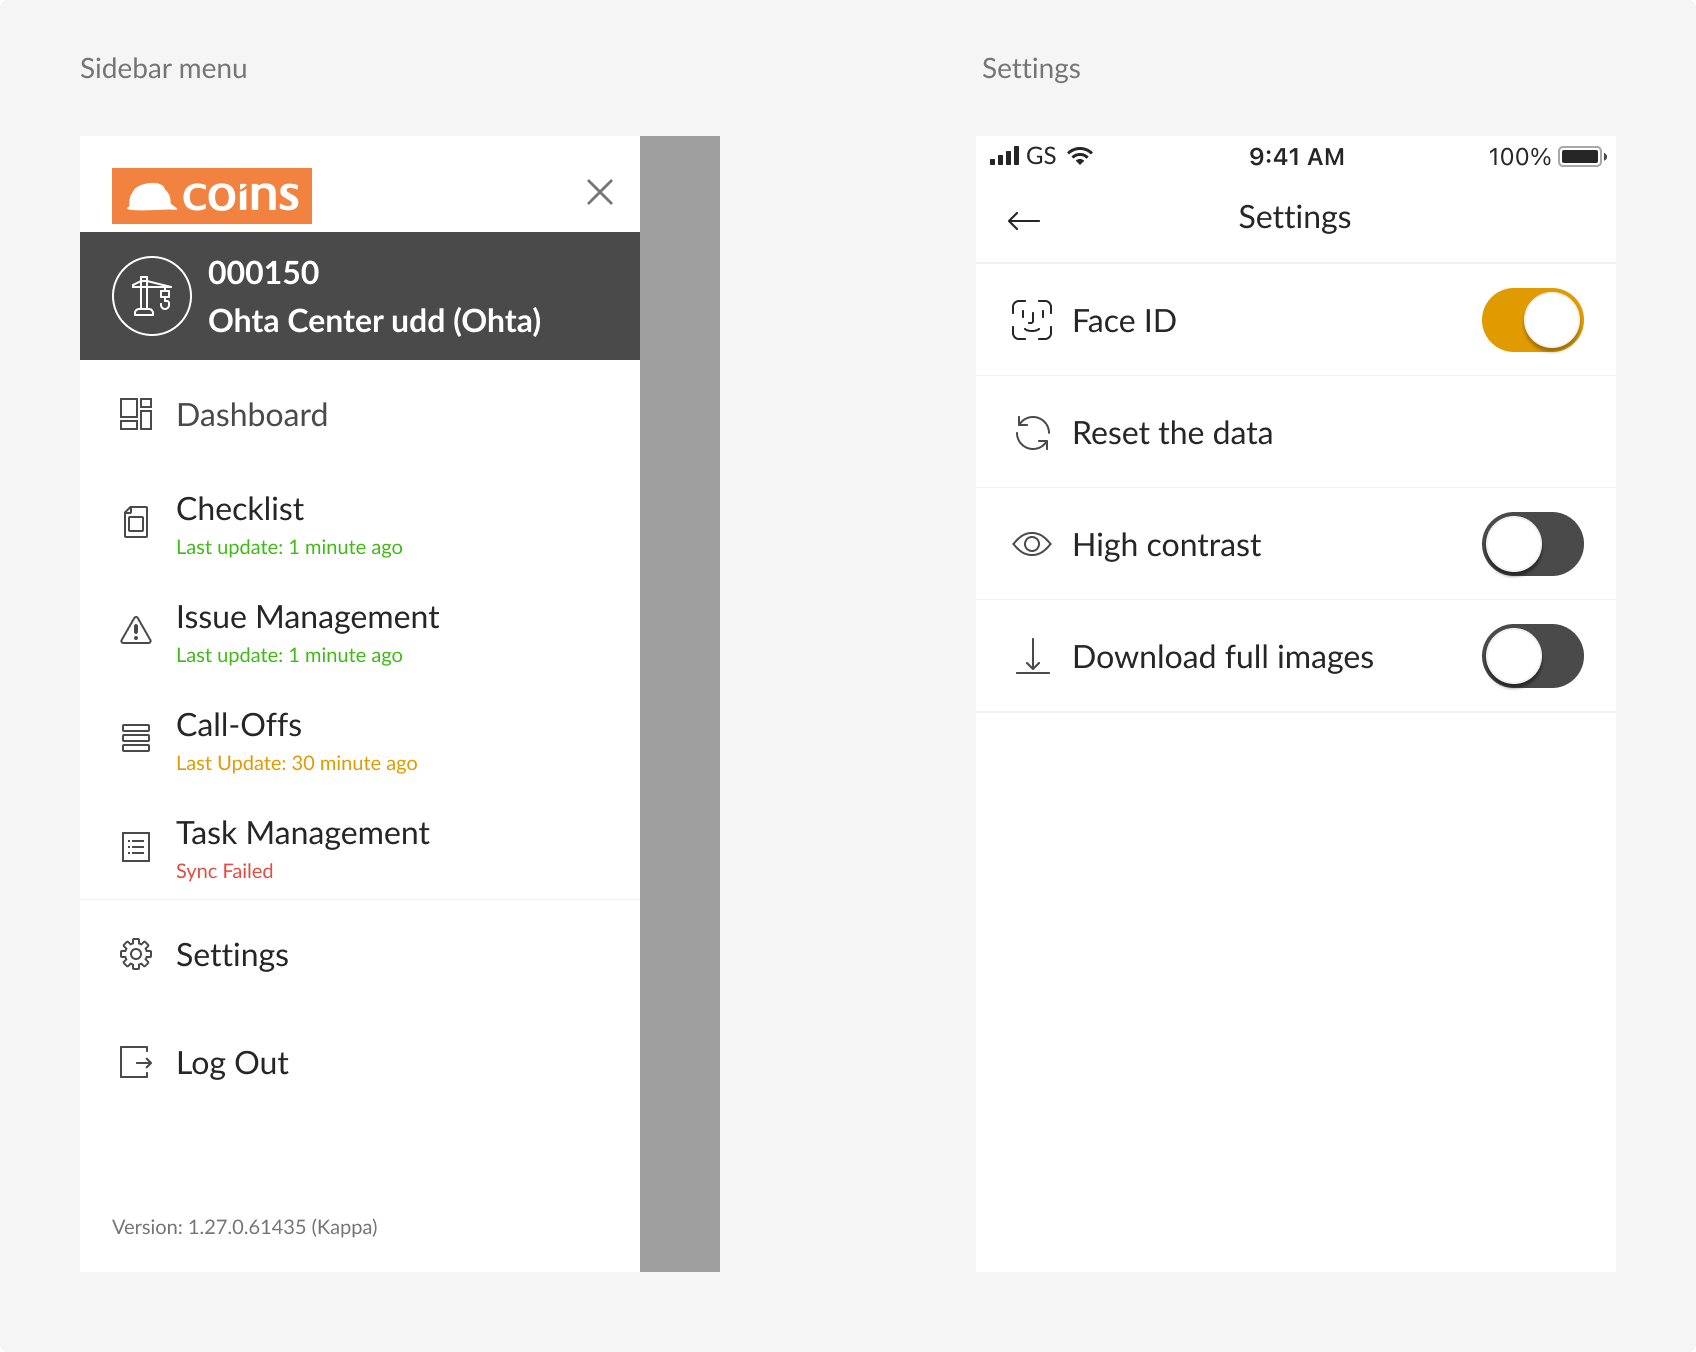 Sidebar menu
coins
000150
Ohta Center udd (Ohta)
Dashboard
Checklist
Last update: 1 minute ago
Issue Management
Last update: 1 minute ago
Call-Offs
Last Update: 30 minute ago
Task Management
Sync Failed
Settings
Log Out
Version: 1.27.0.61435 (Kappa)
Settings
GS 9:41 AM 100%
Settings
Face ID
Reset the data
High contrast
Download full images